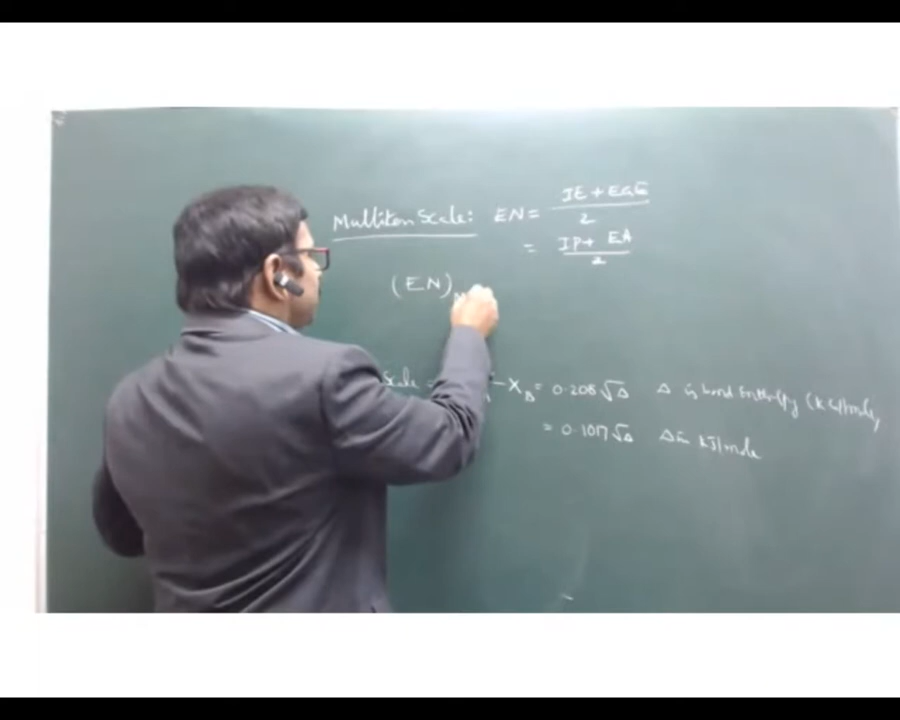 Mulliken Scale: EN = IE + EGE / 2
= IP + EA / 2
(EN)
Scale = - X_B = 0.208 √Δ Δ is bond Enthalpy (kcal/mole)
= 0.1017 √Δ Δ in kJ/mole